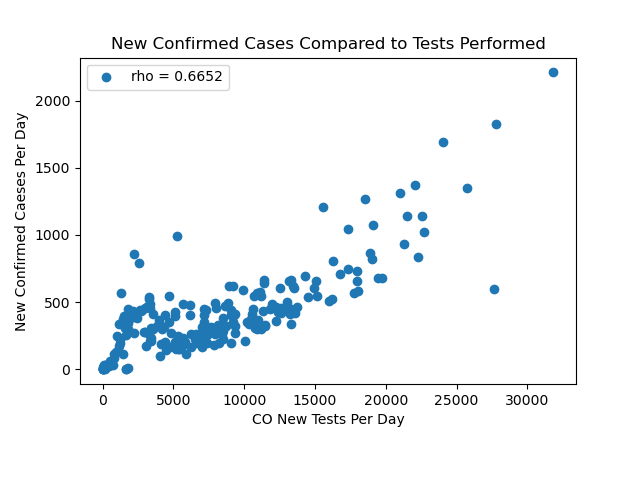 New Confirmed Cases Compared to Tests Performed
rho = 0.6652
New Confirmed Caeses Per Day
2000
1500
1000
500
0
0 5000 10000 15000 20000 25000 30000
CO New Tests Per Day